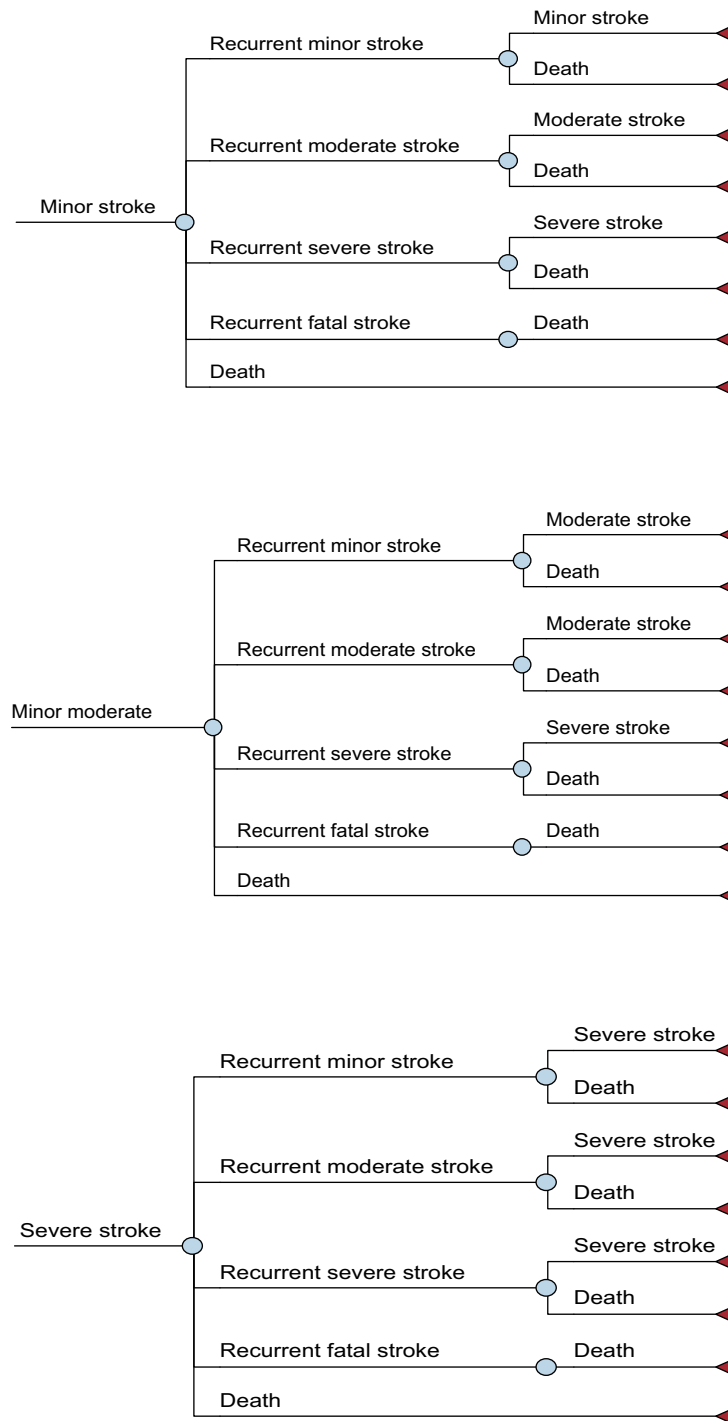 Minor stroke
Recurrent minor stroke
Minor stroke
Death
Recurrent moderate stroke
Moderate stroke
Death
Recurrent severe stroke
Severe stroke
Death
Recurrent fatal stroke
Death
Death
Minor moderate
Recurrent minor stroke
Moderate stroke
Death
Recurrent moderate stroke
Moderate stroke
Death
Recurrent severe stroke
Severe stroke
Death
Recurrent fatal stroke
Death
Death
Severe stroke
Recurrent minor stroke
Severe stroke
Death
Recurrent moderate stroke
Severe stroke
Death
Recurrent severe stroke
Severe stroke
Death
Recurrent fatal stroke
Death
Death